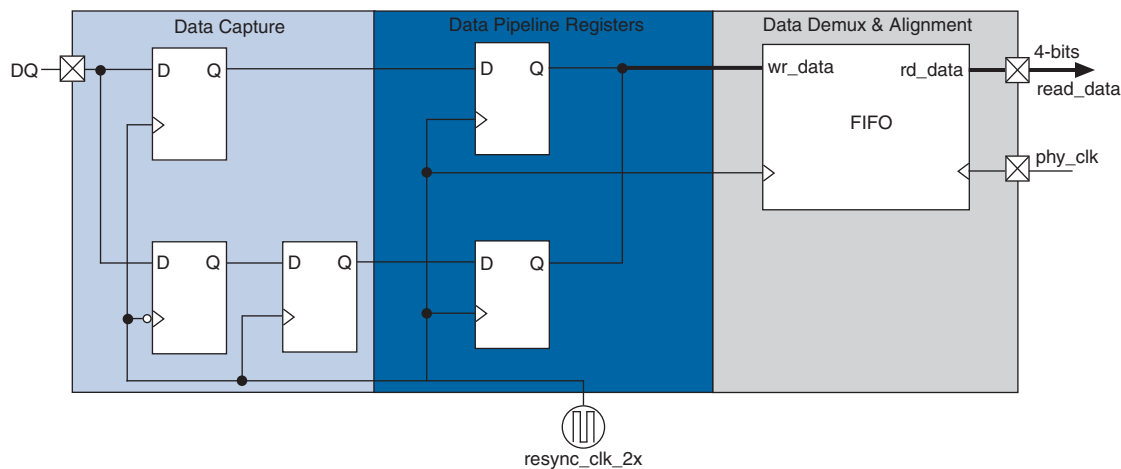 Data Capture
Data Pipeline Registers
Data Demux & Alignment
DQ
D Q
D Q
wr_data
rd_data
4-bits
read_data
FIFO
phy_clk
D Q
D Q
D Q
resync_clk_2x